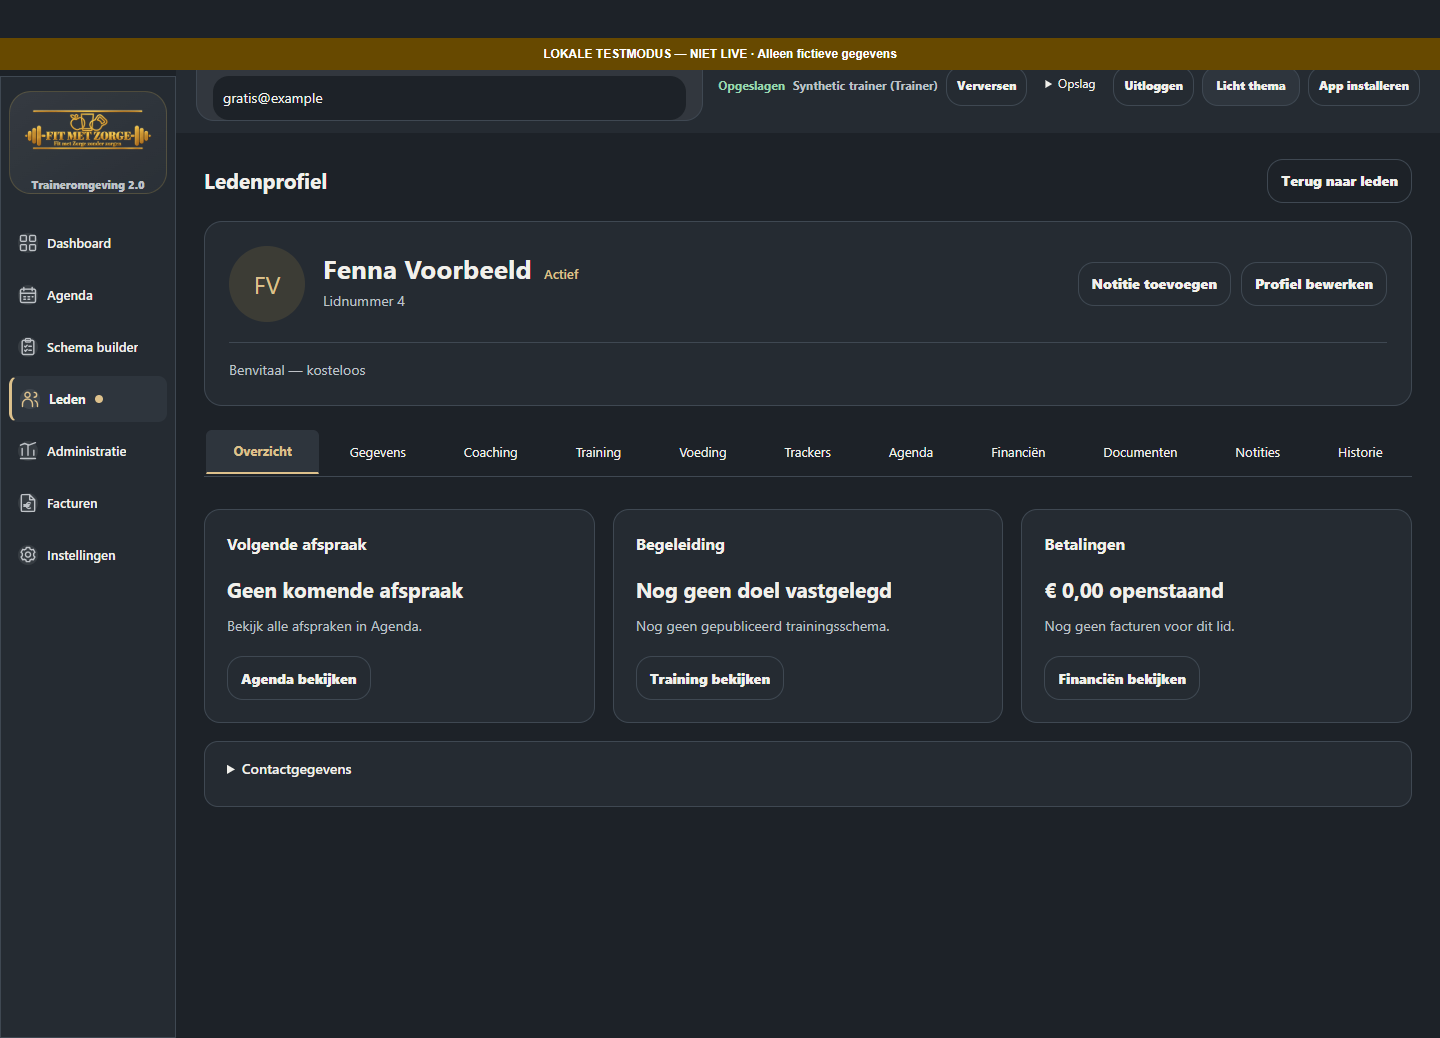 LOKALE TESTMODUS — NIET LIVE · Alleen fictieve gegevens
gratis@example
Opgeslagen Synthetic trainer (Trainer) Verversen ▶ Opslag Uitloggen Licht thema App installeren
FIT MET ZORGE
Fit met Zorge zonder zorgen
Traineromgeving 2.0
Dashboard
Agenda
Schema builder
Leden
Administratie
Facturen
Instellingen
Ledenprofiel
Terug naar leden
FV
Fenna Voorbeeld Actief
Lidnummer 4
Notitie toevoegen Profiel bewerken
Benvitaal — kosteloos
Overzicht Gegevens Coaching Training Voeding Trackers Agenda Financiën Documenten Notities Historie
Volgende afspraak
Geen komende afspraak
Bekijk alle afspraken in Agenda.
Agenda bekijken
Begeleiding
Nog geen doel vastgelegd
Nog geen gepubliceerd trainingsschema.
Training bekijken
Betalingen
€ 0,00 openstaand
Nog geen facturen voor dit lid.
Financiën bekijken
▶ Contactgegevens